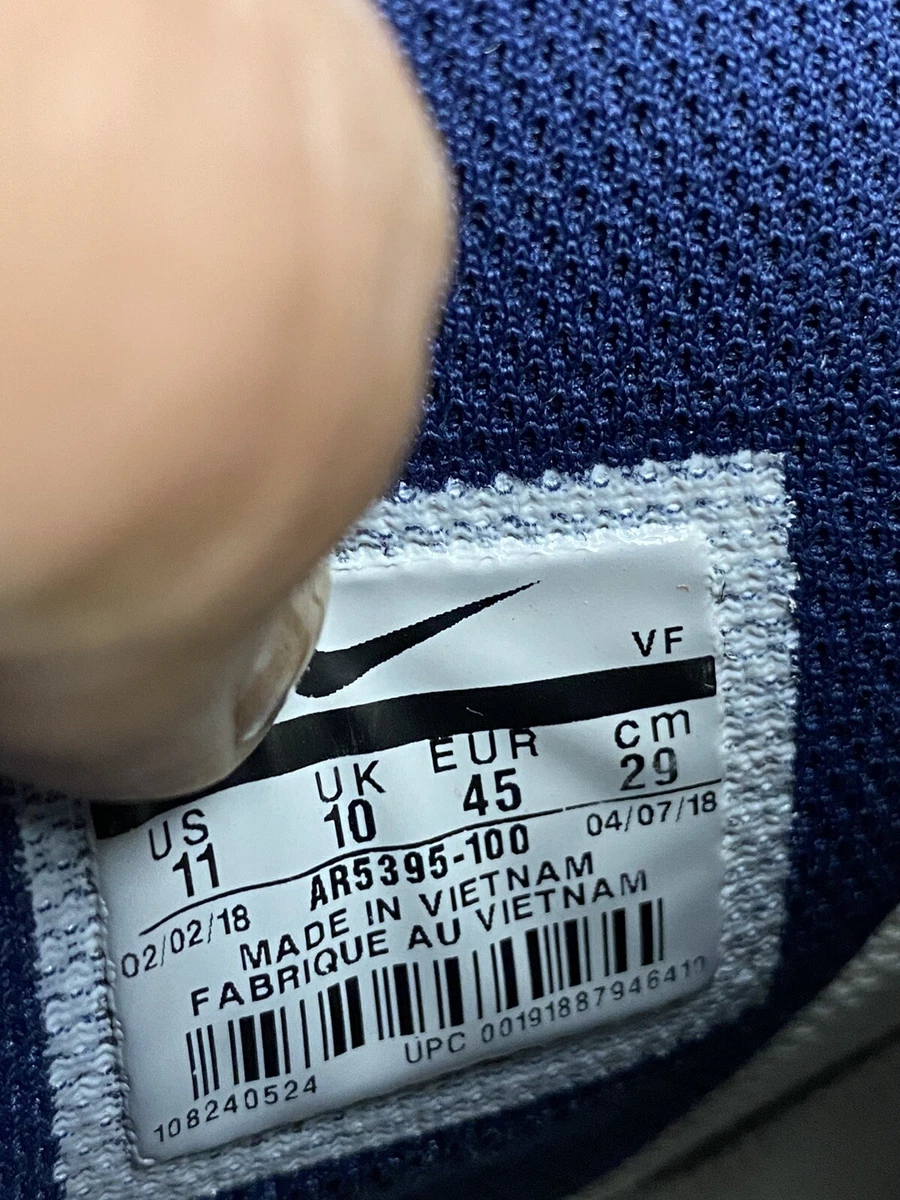 VF
US UK EUR cm
11 10 45 29
02/02/18 AR5395-100 04/07/18
MADE IN VIETNAM
FABRIQUE AU VIETNAM
UPC 00191887946410
108240524